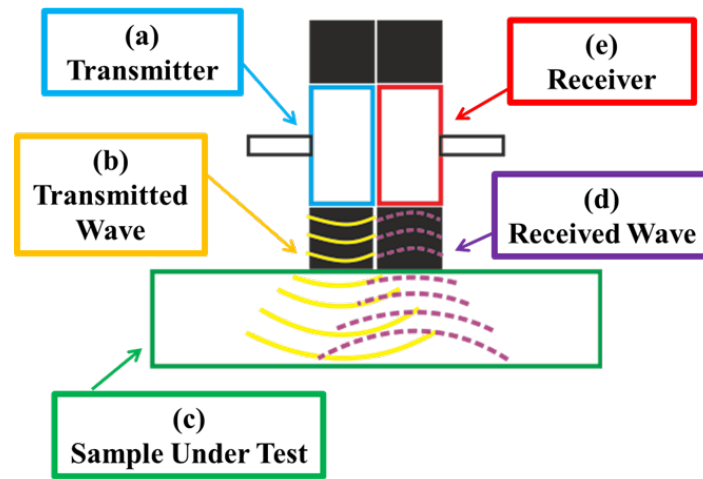 (a)
Transmitter
(e)
Receiver
(b)
Transmitted
Wave
(d)
Received Wave
(c)
Sample Under Test